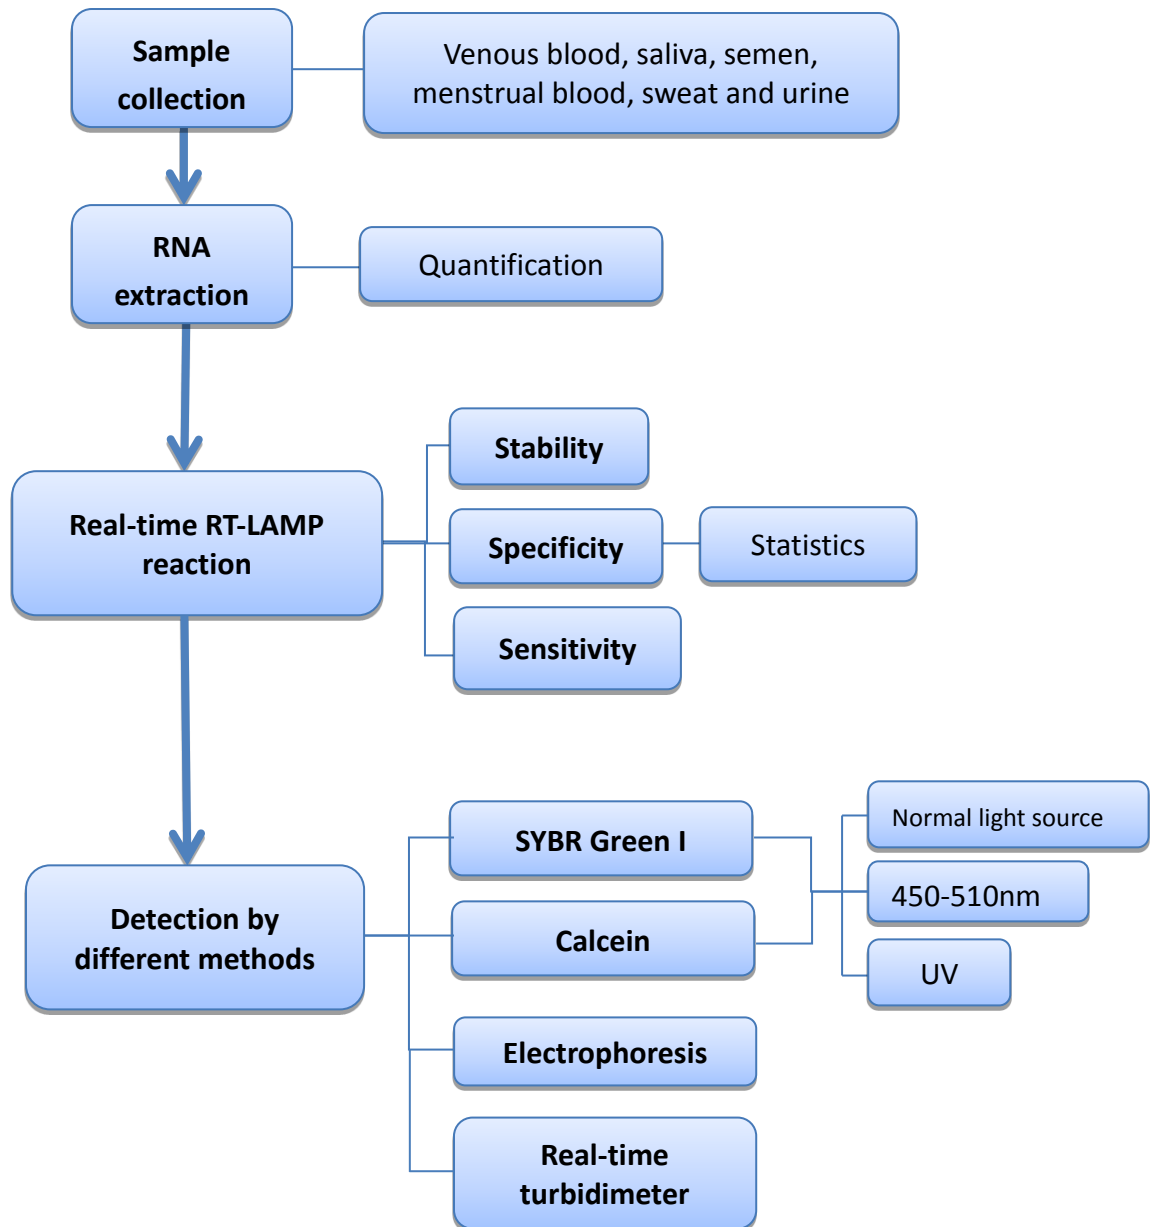 Sample
collection
Venous blood, saliva, semen,
menstrual blood, sweat and urine
RNA
extraction
Quantification
Real-time RT-LAMP
reaction
Stability
Specificity
Statistics
Sensitivity
Detection by
different methods
SYBR Green I
Calcein
Normal light source
450-510nm
UV
Electrophoresis
Real-time
turbidimeter